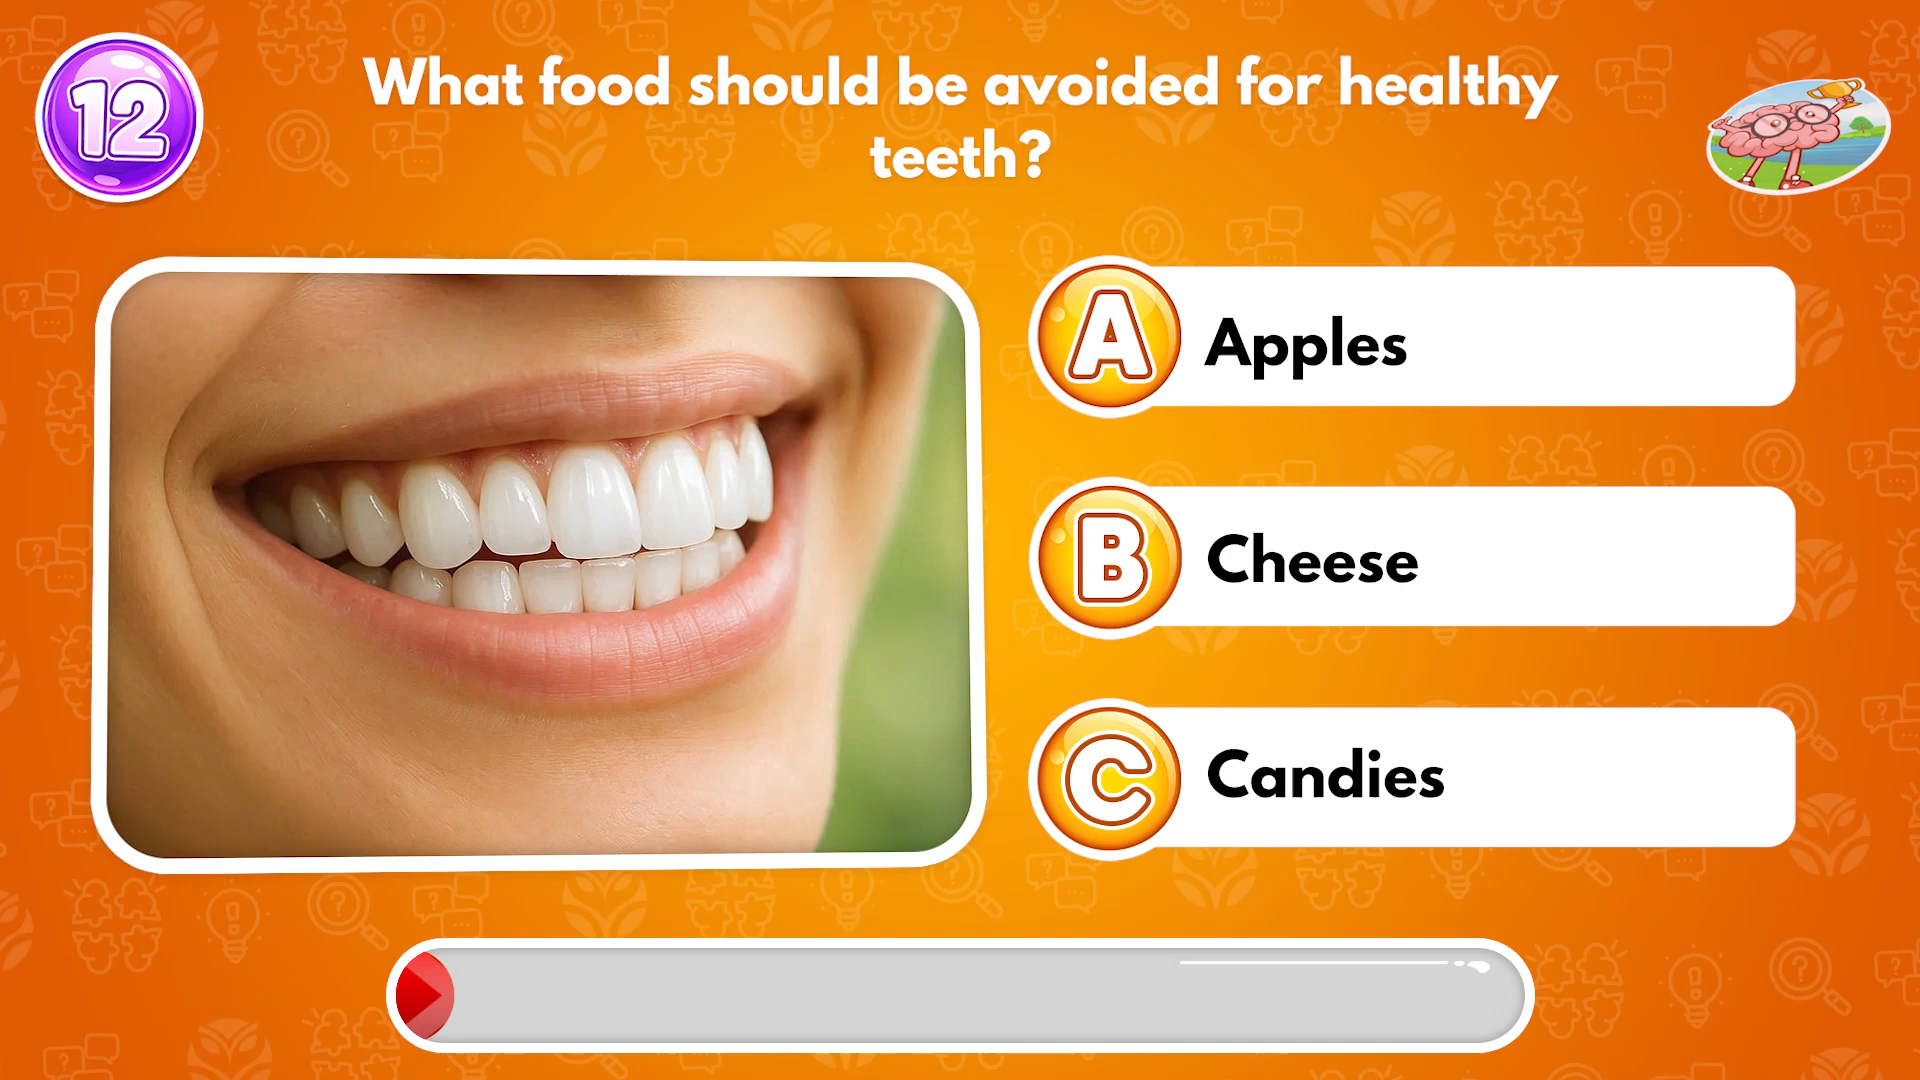 12
What food should be avoided for healthy
teeth?
A Apples
B Cheese
C Candies